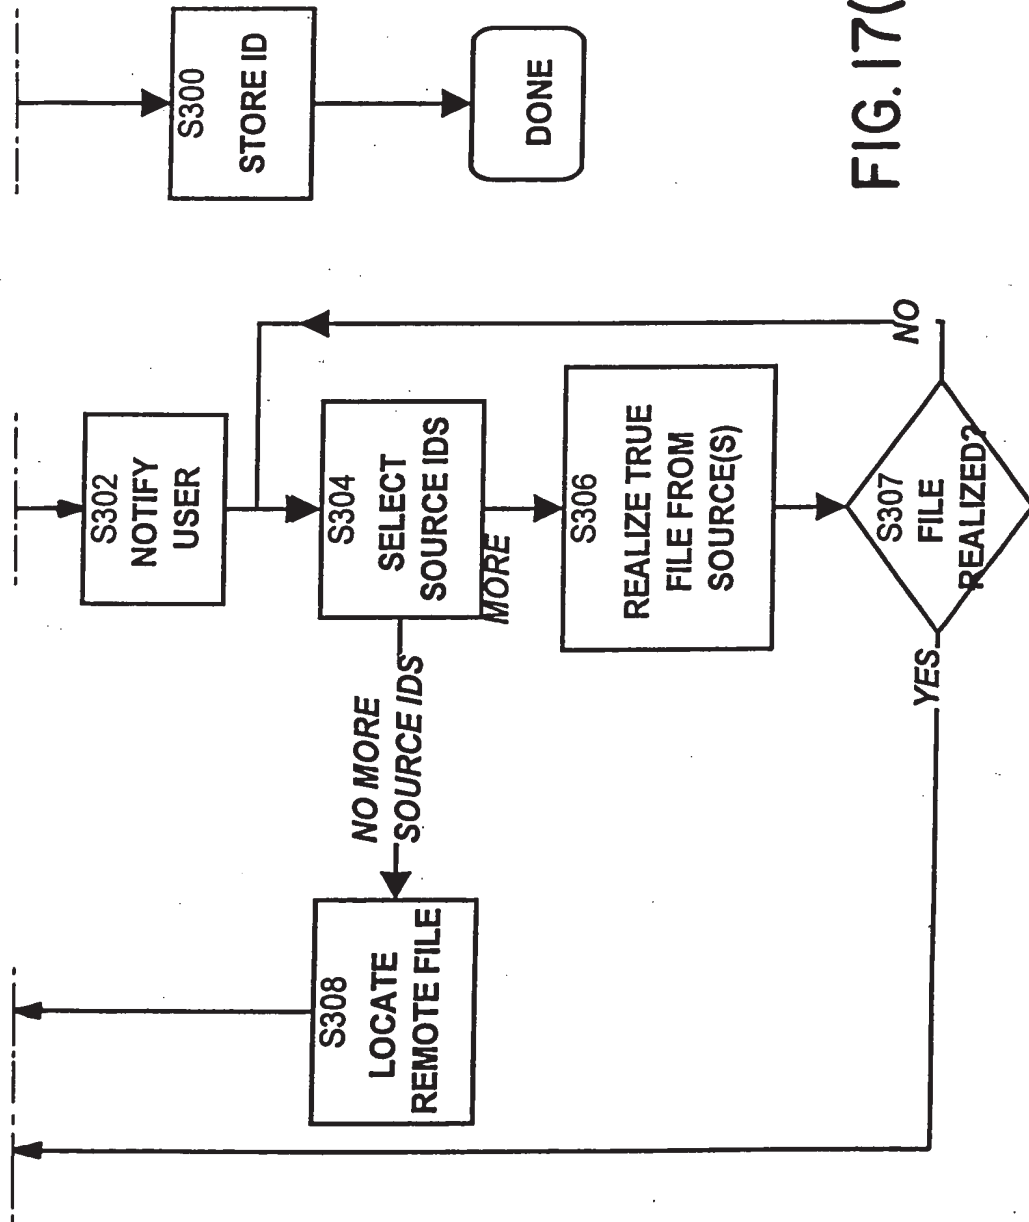 S300
STORE ID
DONE
S302
NOTIFY
USER
S304
SELECT
SOURCE IDS
MORE
NO MORE
SOURCE IDS
S306
REALIZE TRUE
FILE FROM
SOURCE(S)
S307
FILE
REALIZED?
NO
YES
S308
LOCATE
REMOTE FILE
FIG. 17(